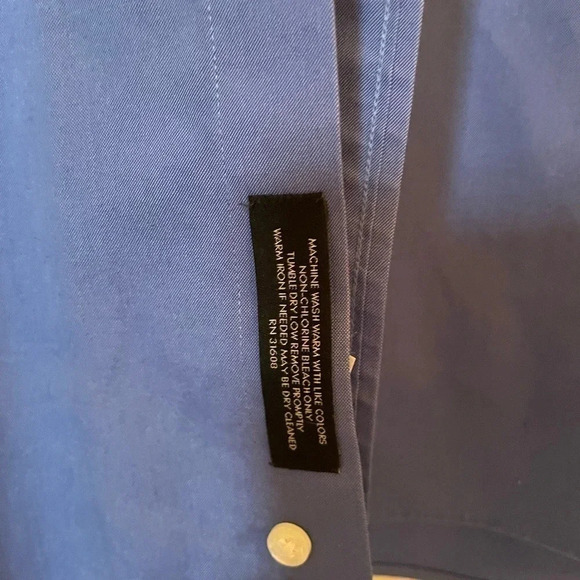 MACHINE WASH WARM WITH LIKE COLORS
NON-CHLORINE BLEACH ONLY
TUMBLE DRY LOW REMOVE PROMPTLY
WARM IRON IF NEEDED MAY BE DRY CLEANED
RN 31608